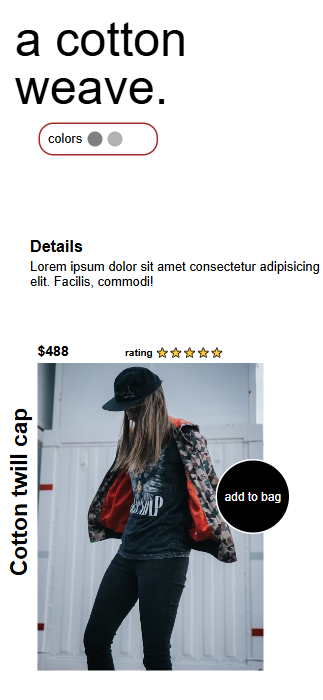 a cotton
weave.
colors
Details
Lorem ipsum dolor sit amet consectetur adipisicing
elit. Facilis, commodi!
$488
rating
Cotton twill cap
add to bag